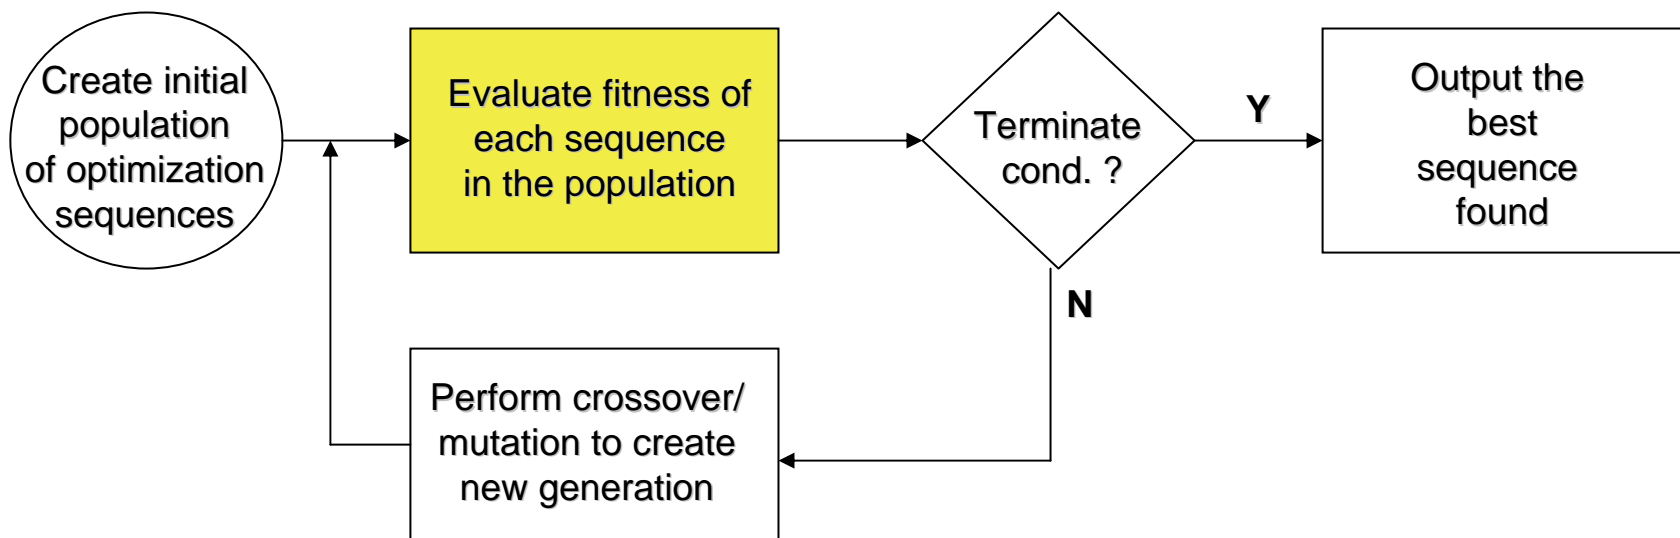 Create initial
population
of optimization
sequences
Evaluate fitness of
each sequence
in the population
Terminate
cond. ?
Y
Output the
best
sequence
found
N
Perform crossover/
mutation to create
new generation